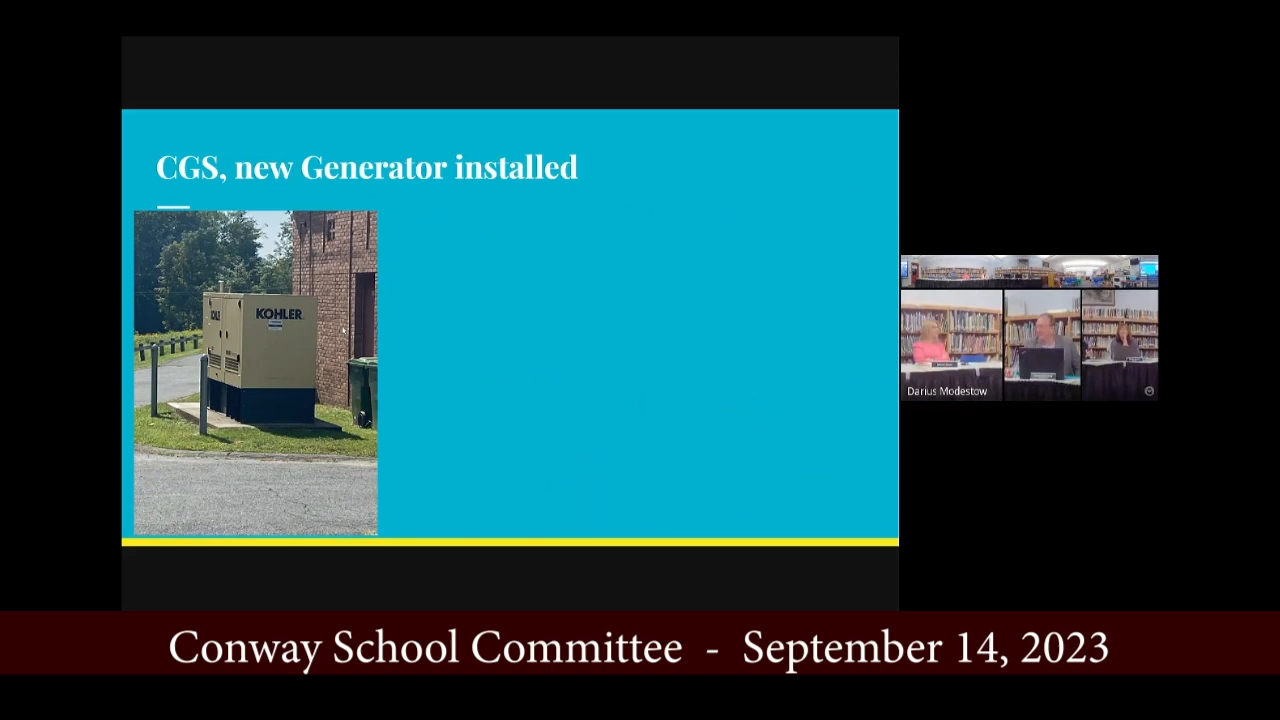 CGS, new Generator installed
KOHLER
Darius Modestow
Conway School Committee - September 14, 2023